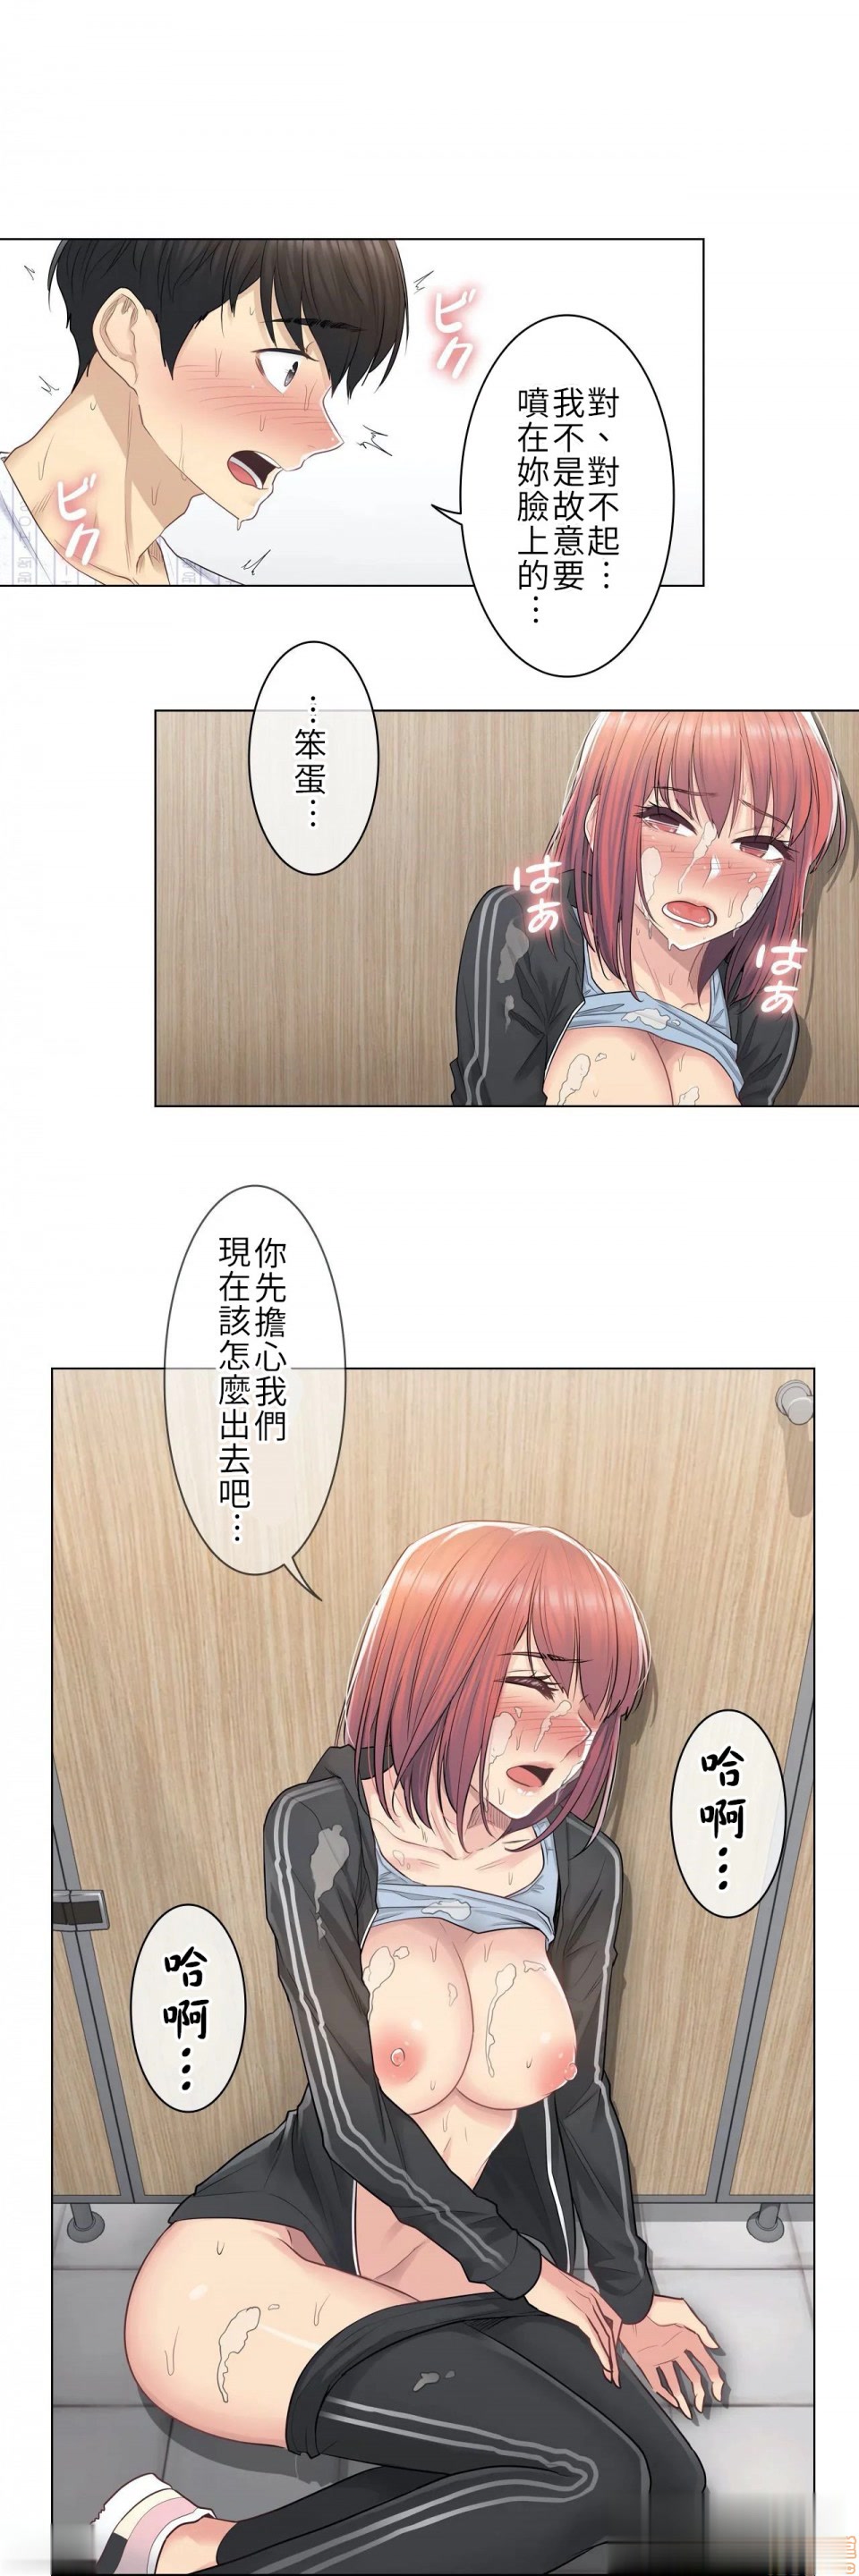 ビク
對、對不起⋯
我不是故意要
噴在妳臉上的⋯
ビク
⋯笨蛋⋯
はぁ
はぁ
你先擔心我們
現在該怎麼出去吧⋯
哈啊⋯
哈啊⋯